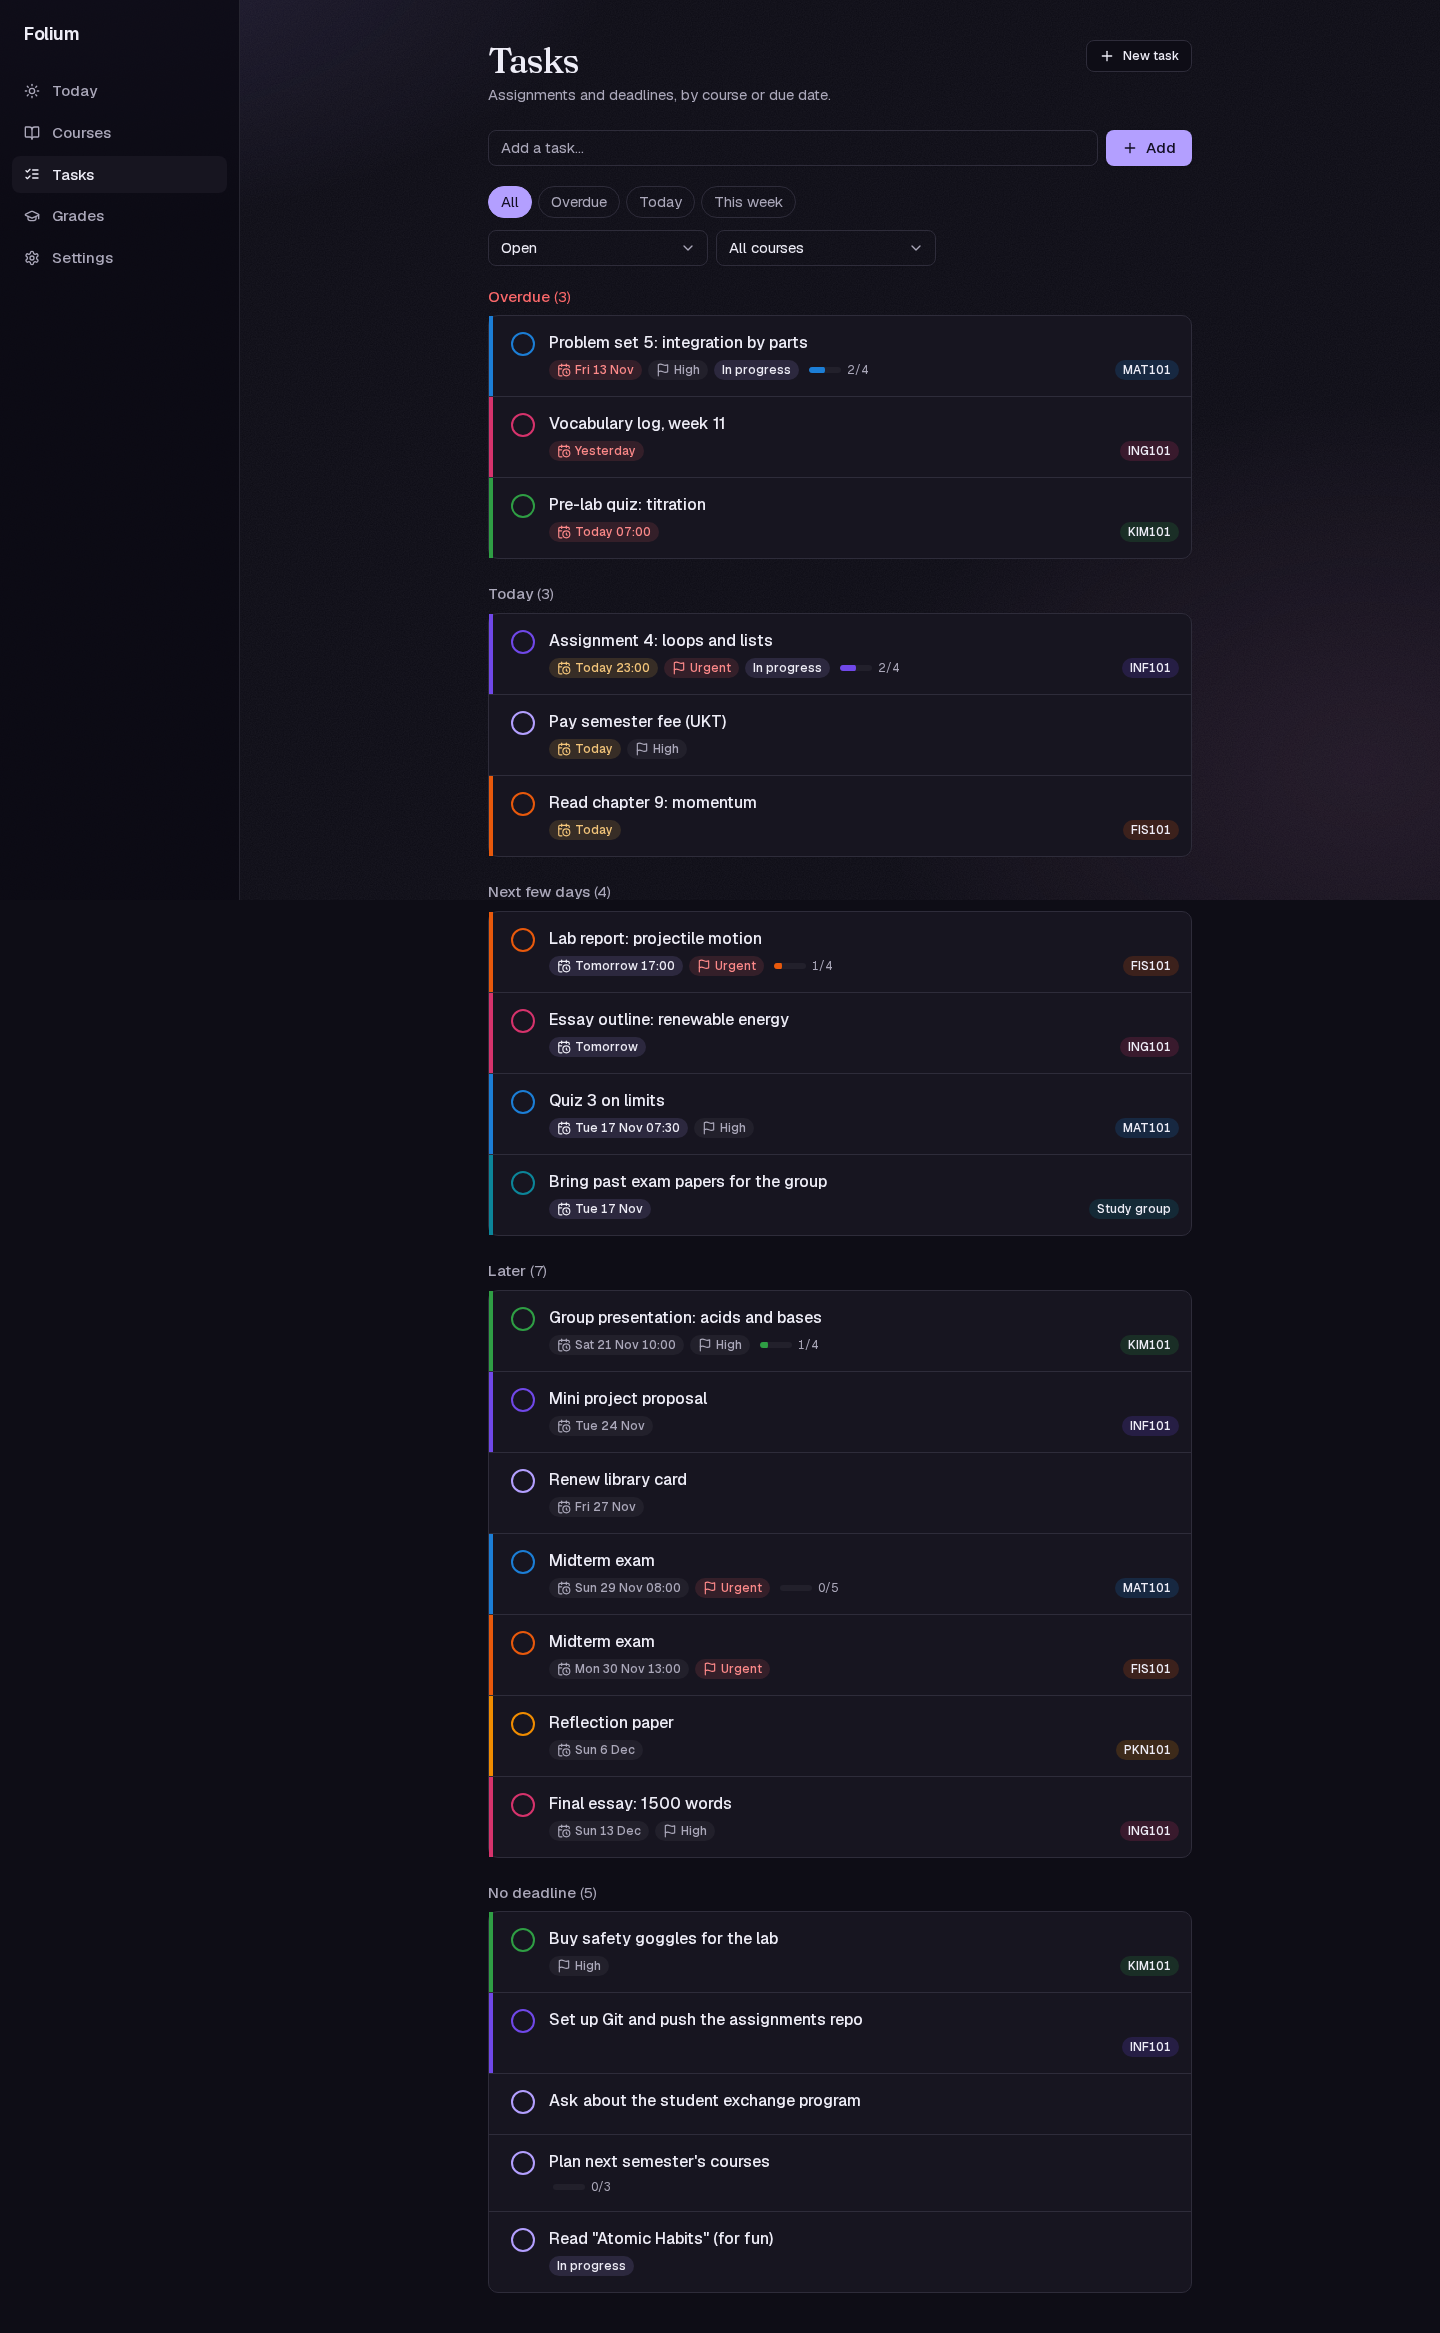 Folium
Today
Courses
Tasks
Grades
Settings
Tasks
New task
Assignments and deadlines, by course or due date.
Add a task...
Add
All Overdue Today This week
Open All courses
Overdue (3)
Problem set 5: integration by parts
Fri 13 Nov High In progress 2/4 MAT101
Vocabulary log, week 11
Yesterday ING101
Pre-lab quiz: titration
Today 07:00 KIM101
Today (3)
Assignment 4: loops and lists
Today 23:00 Urgent In progress 2/4 INF101
Pay semester fee (UKT)
Today High
Read chapter 9: momentum
Today FIS101
Next few days (4)
Lab report: projectile motion
Tomorrow 17:00 Urgent 1/4 FIS101
Essay outline: renewable energy
Tomorrow ING101
Quiz 3 on limits
Tue 17 Nov 07:30 High MAT101
Bring past exam papers for the group
Tue 17 Nov Study group
Later (7)
Group presentation: acids and bases
Sat 21 Nov 10:00 High 1/4 KIM101
Mini project proposal
Tue 24 Nov INF101
Renew library card
Fri 27 Nov
Midterm exam
Sun 29 Nov 08:00 Urgent 0/5 MAT101
Midterm exam
Mon 30 Nov 13:00 Urgent FIS101
Reflection paper
Sun 6 Dec PKN101
Final essay: 1500 words
Sun 13 Dec High ING101
No deadline (5)
Buy safety goggles for the lab
High KIM101
Set up Git and push the assignments repo
INF101
Ask about the student exchange program
Plan next semester's courses
0/3
Read "Atomic Habits" (for fun)
In progress